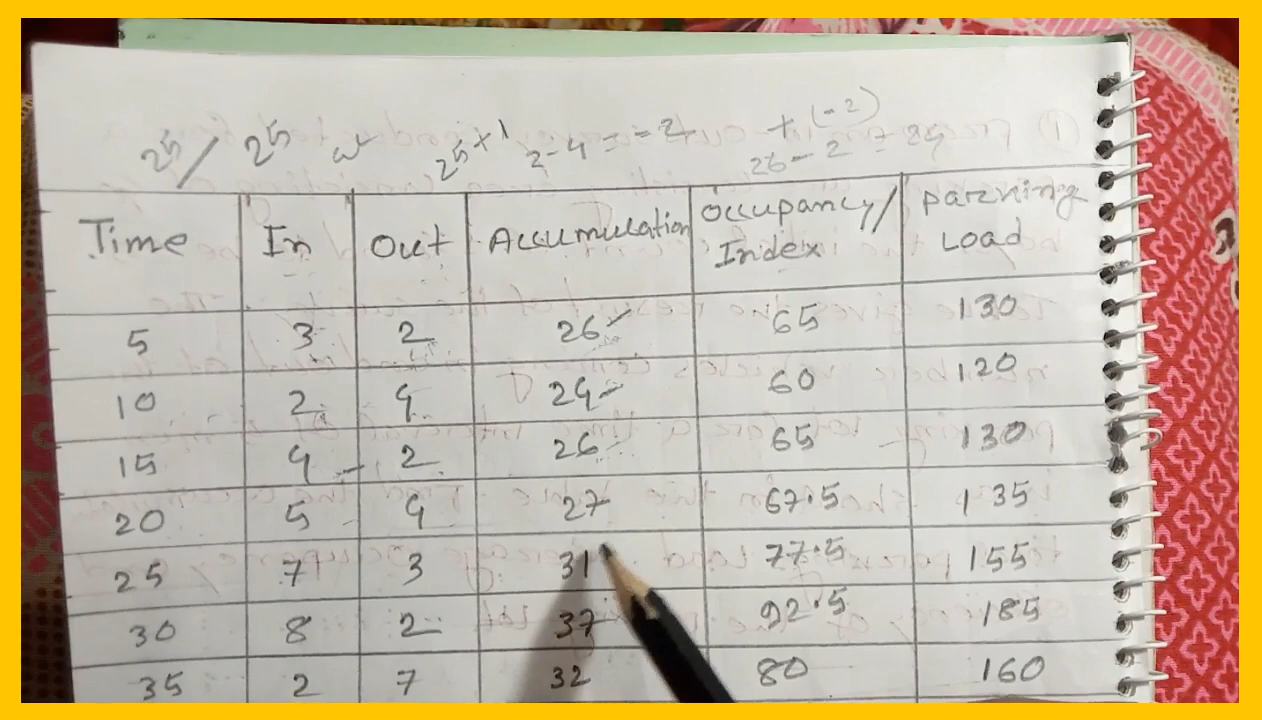 25/ 25 25+1 2-4 = -2 + (-2)
26 - 2 = 24
Time In Out Accumulation Occupancy/ Parking
Index Load
5 3 2 26 65 130
10 2 4 24 60 120
15 4 2 26 65 130
20 5 4 27 67.5 135
25 7 3 31 77.5 155
30 8 2 37 92.5 185
35 2 7 32 80 160